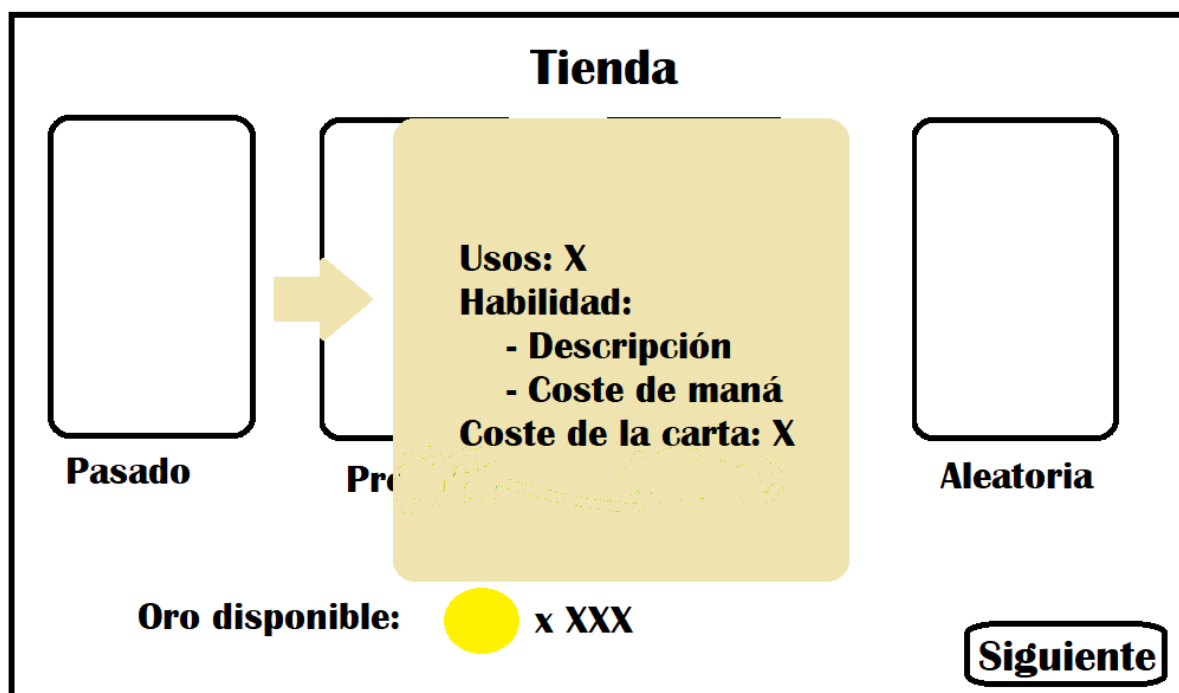 Tienda
Usos: X
Habilidad:
- Descripción
- Coste de maná
Coste de la carta: X
Pasado
Aleatoria
Oro disponible: x XXX
Siguiente